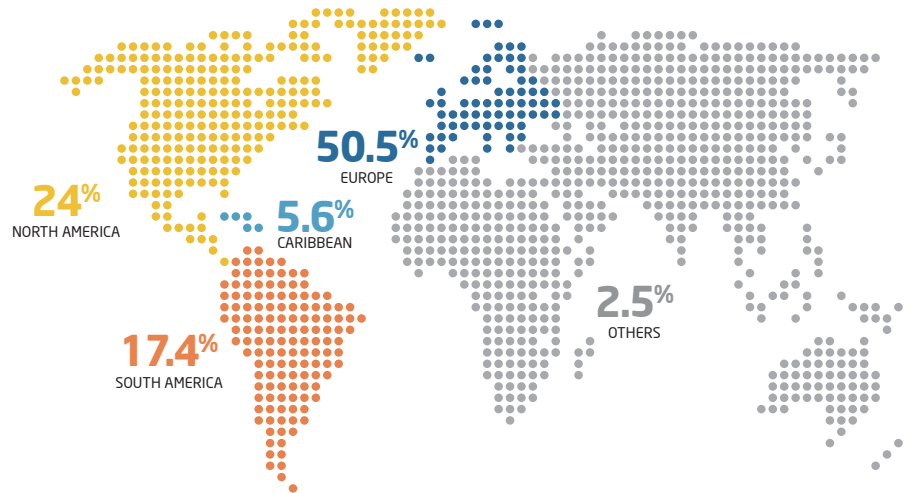 50.5%
EUROPE
24%
NORTH AMERICA
5.6%
CARIBBEAN
2.5%
OTHERS
17.4%
SOUTH AMERICA